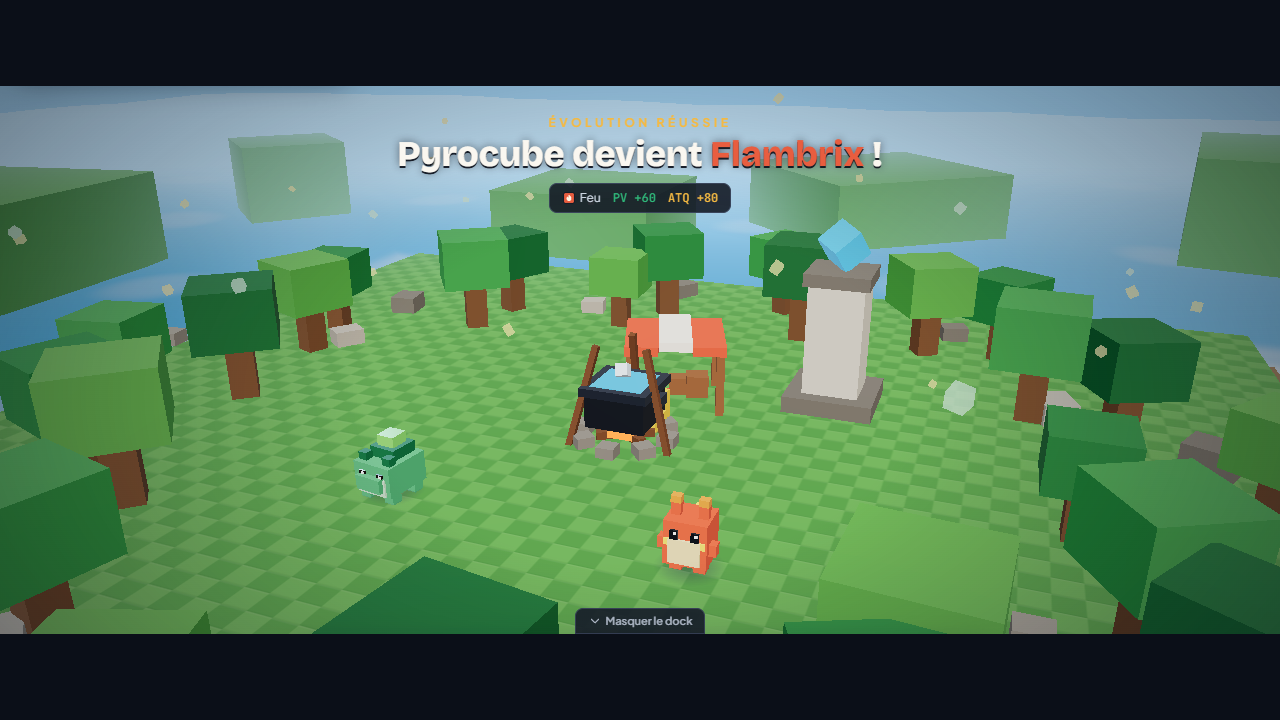 ÉVOLUTION RÉUSSIE
Pyrocube devient Flambrix !
Feu PV +60 ATQ +80
Masquer le dock